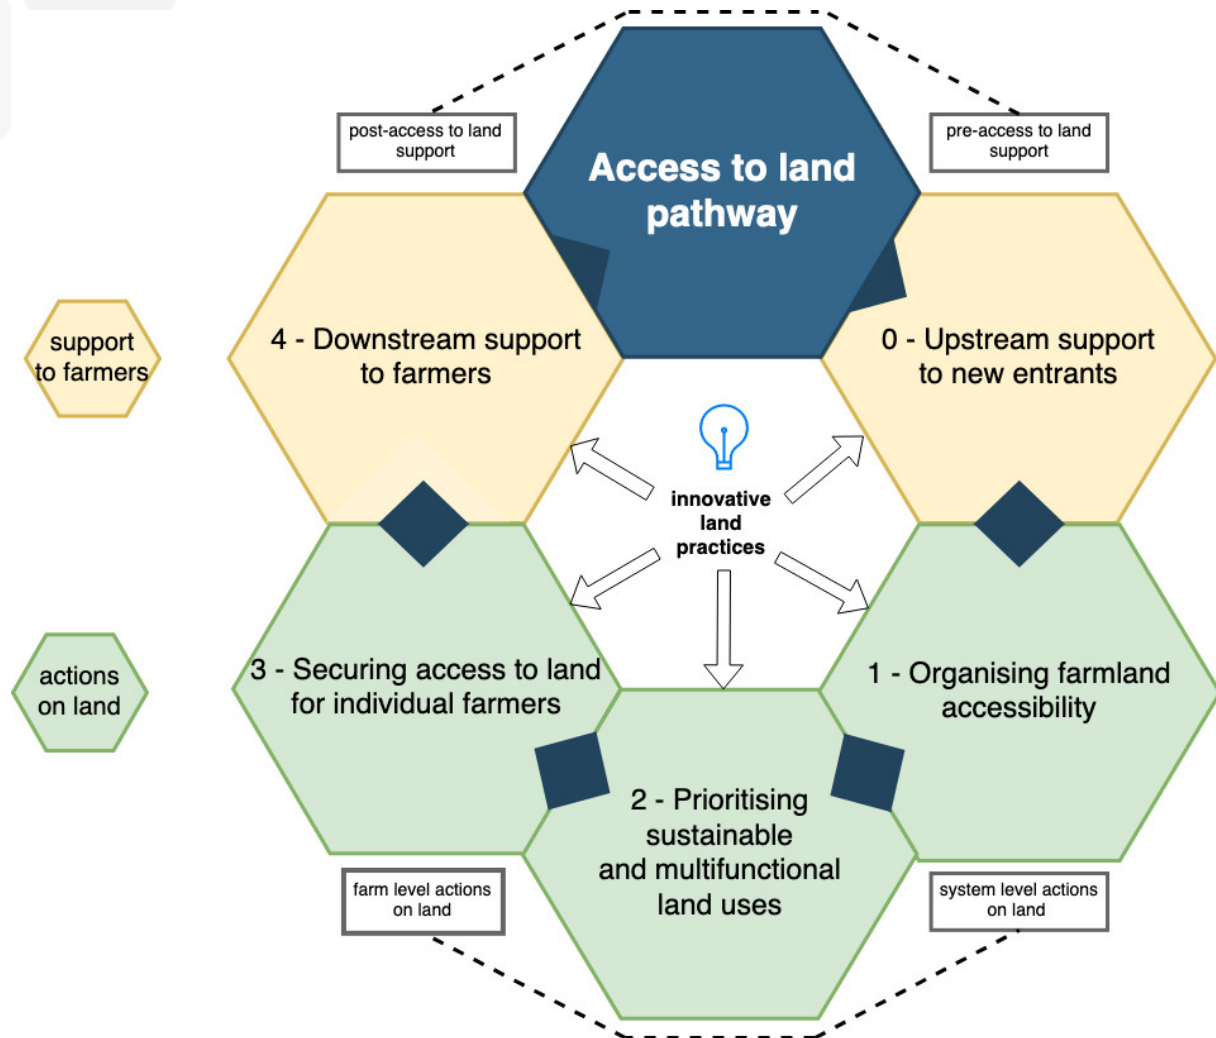 post-access to land
support
pre-access to land
support
Access to land
pathway
support
to farmers
4 - Downstream support
to farmers
0 - Upstream support
to new entrants
innovative
land
practices
actions
on land
3 - Securing access to land
for individual farmers
1 - Organising farmland
accessibility
2 - Prioritising
sustainable
and multifunctional
land uses
farm level actions
on land
system level actions
on land